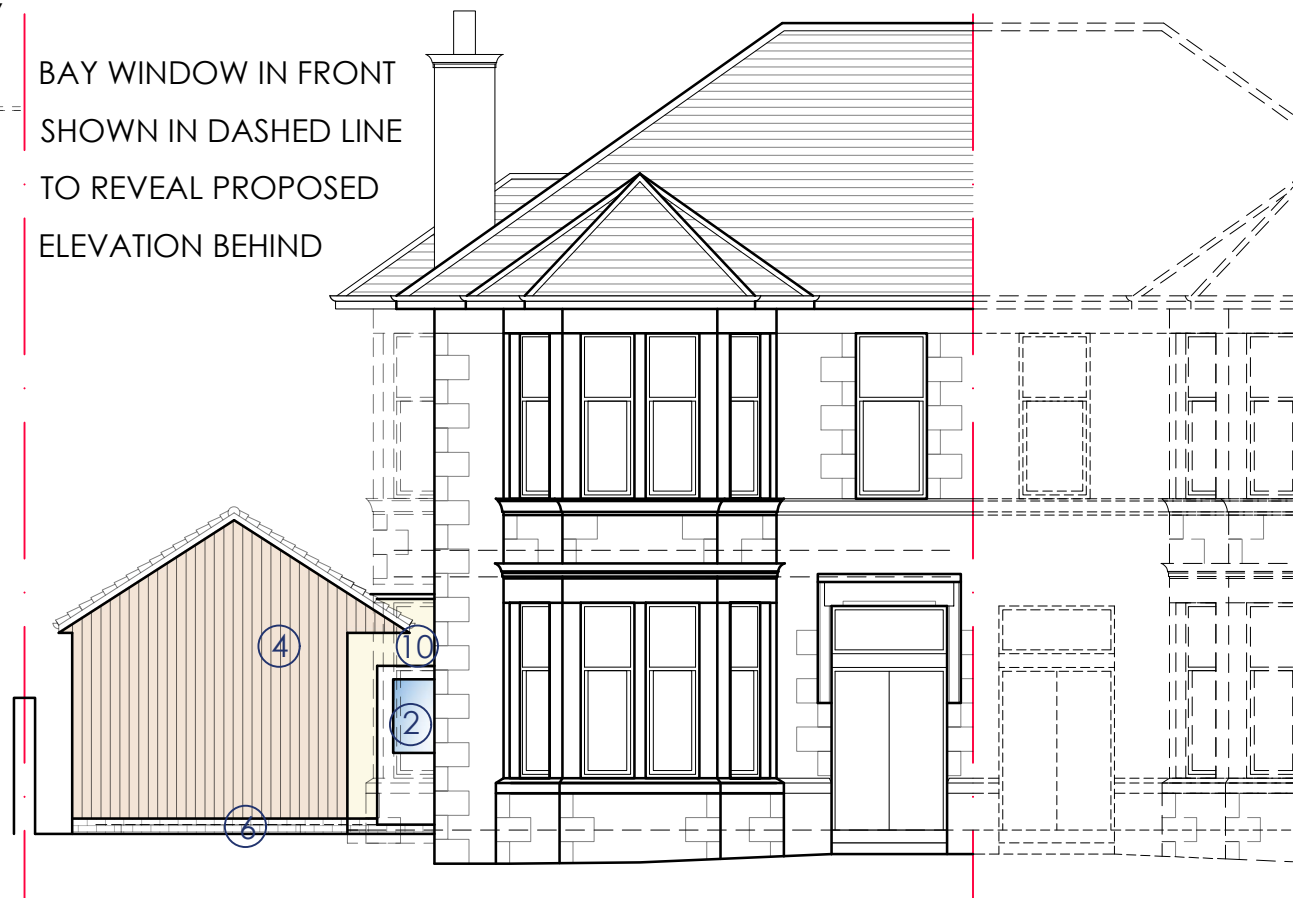 BAY WINDOW IN FRONT
SHOWN IN DASHED LINE
TO REVEAL PROPOSED
ELEVATION BEHIND
4
10
2
6